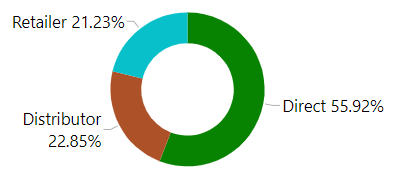 Retailer 21.23%
Direct 55.92%
Distributor
22.85%